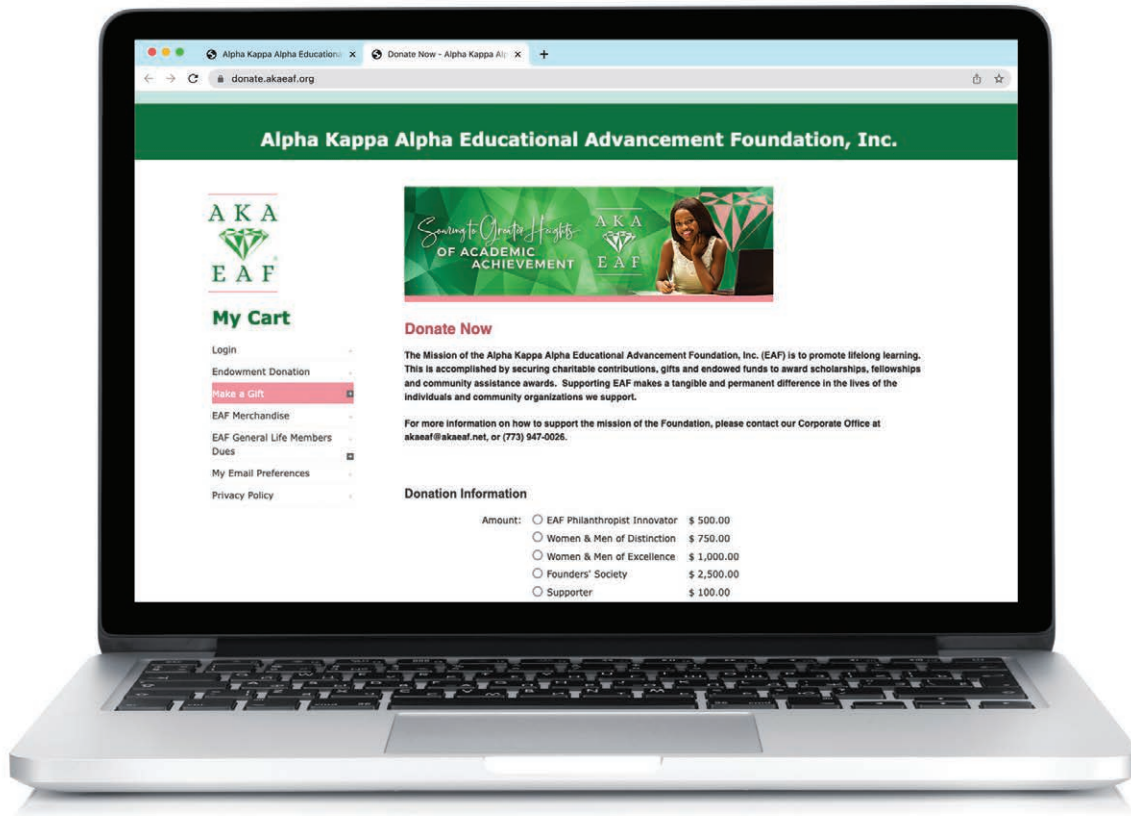 Alpha Kappa Alpha Educationa
Donate Now - Alpha Kappa Alp
donate.akaeaf.org
Alpha Kappa Alpha Educational Advancement Foundation, Inc.
AKA
EAF
Soaring to Greater Heights
OF ACADEMIC
ACHIEVEMENT
AKA
EAF
My Cart
Login
Endowment Donation
Make a Gift
EAF Merchandise
EAF General Life Members
Dues
My Email Preferences
Privacy Policy
Donate Now
The Mission of the Alpha Kappa Alpha Educational Advancement Foundation, Inc. (EAF) is to promote lifelong learning.
This is accomplished by securing charitable contributions, gifts and endowed funds to award scholarships, fellowships
and community assistance awards. Supporting EAF makes a tangible and permanent difference in the lives of the
individuals and community organizations we support.
For more information on how to support the mission of the Foundation, please contact our Corporate Office at
akaeaf@akaeaf.net, or (773) 947-0026.
Donation Information
Amount: EAF Philanthropist Innovator $ 500.00
Women & Men of Distinction $ 750.00
Women & Men of Excellence $ 1,000.00
Founders' Society $ 2,500.00
Supporter $ 100.00